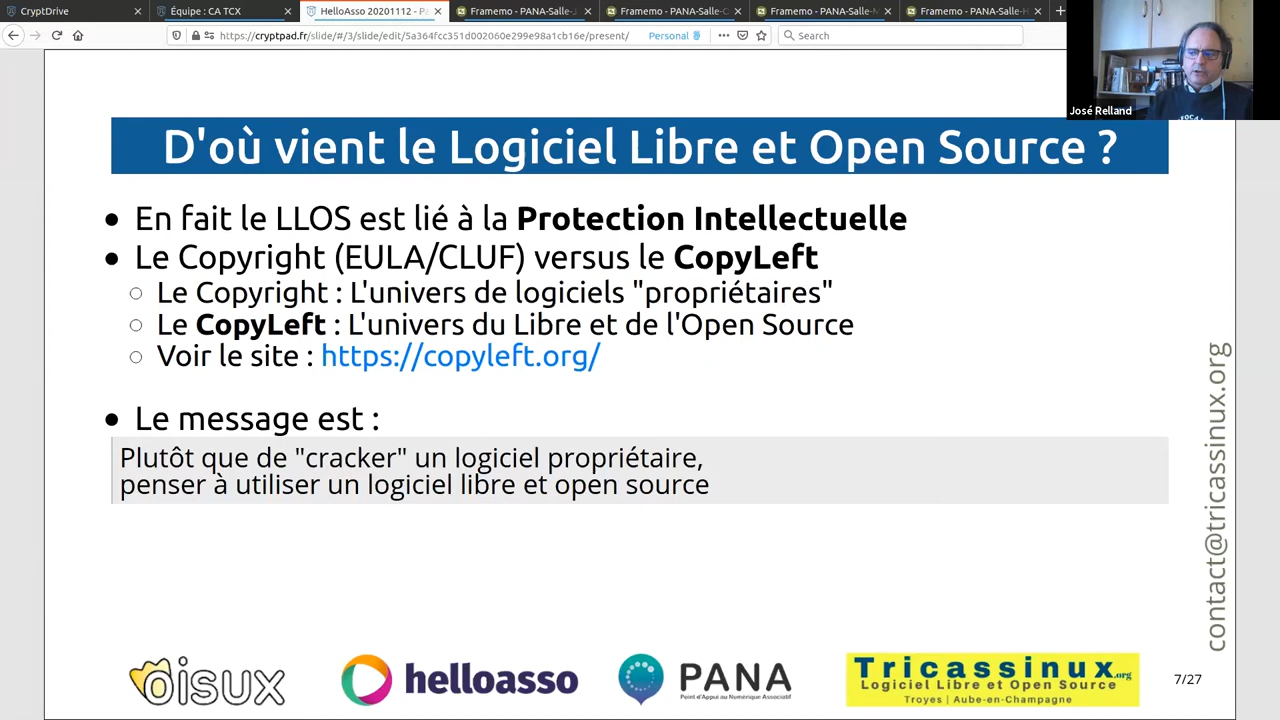 CryptDrive
Équipe : CA TCX
HelloAsso 20201112 - P
Framemo - PANA-Salle-
Framemo - PANA-Salle-
Framemo - PANA-Salle-
Framemo - PANA-Salle-
https://cryptpad.fr/slide/#/3/slide/edit/5a364fcc351d002060e299e98a1cb16e/present/
Personal
Search
José Relland
D'où vient le Logiciel Libre et Open Source ?
● En fait le LLOS est lié à la Protection Intellectuelle
● Le Copyright (EULA/CLUF) versus le CopyLeft
○ Le Copyright : L'univers de logiciels "propriétaires"
○ Le CopyLeft : L'univers du Libre et de l'Open Source
○ Voir le site : https://copyleft.org/
● Le message est :
Plutôt que de "cracker" un logiciel propriétaire,
penser à utiliser un logiciel libre et open source
contact@tricassinux.org
oisux
helloasso
PANA
Point d'Appui au Numérique Associatif
Tricassinux.org
Logiciel Libre et Open Source
Troyes | Aube-en-Champagne
7/27